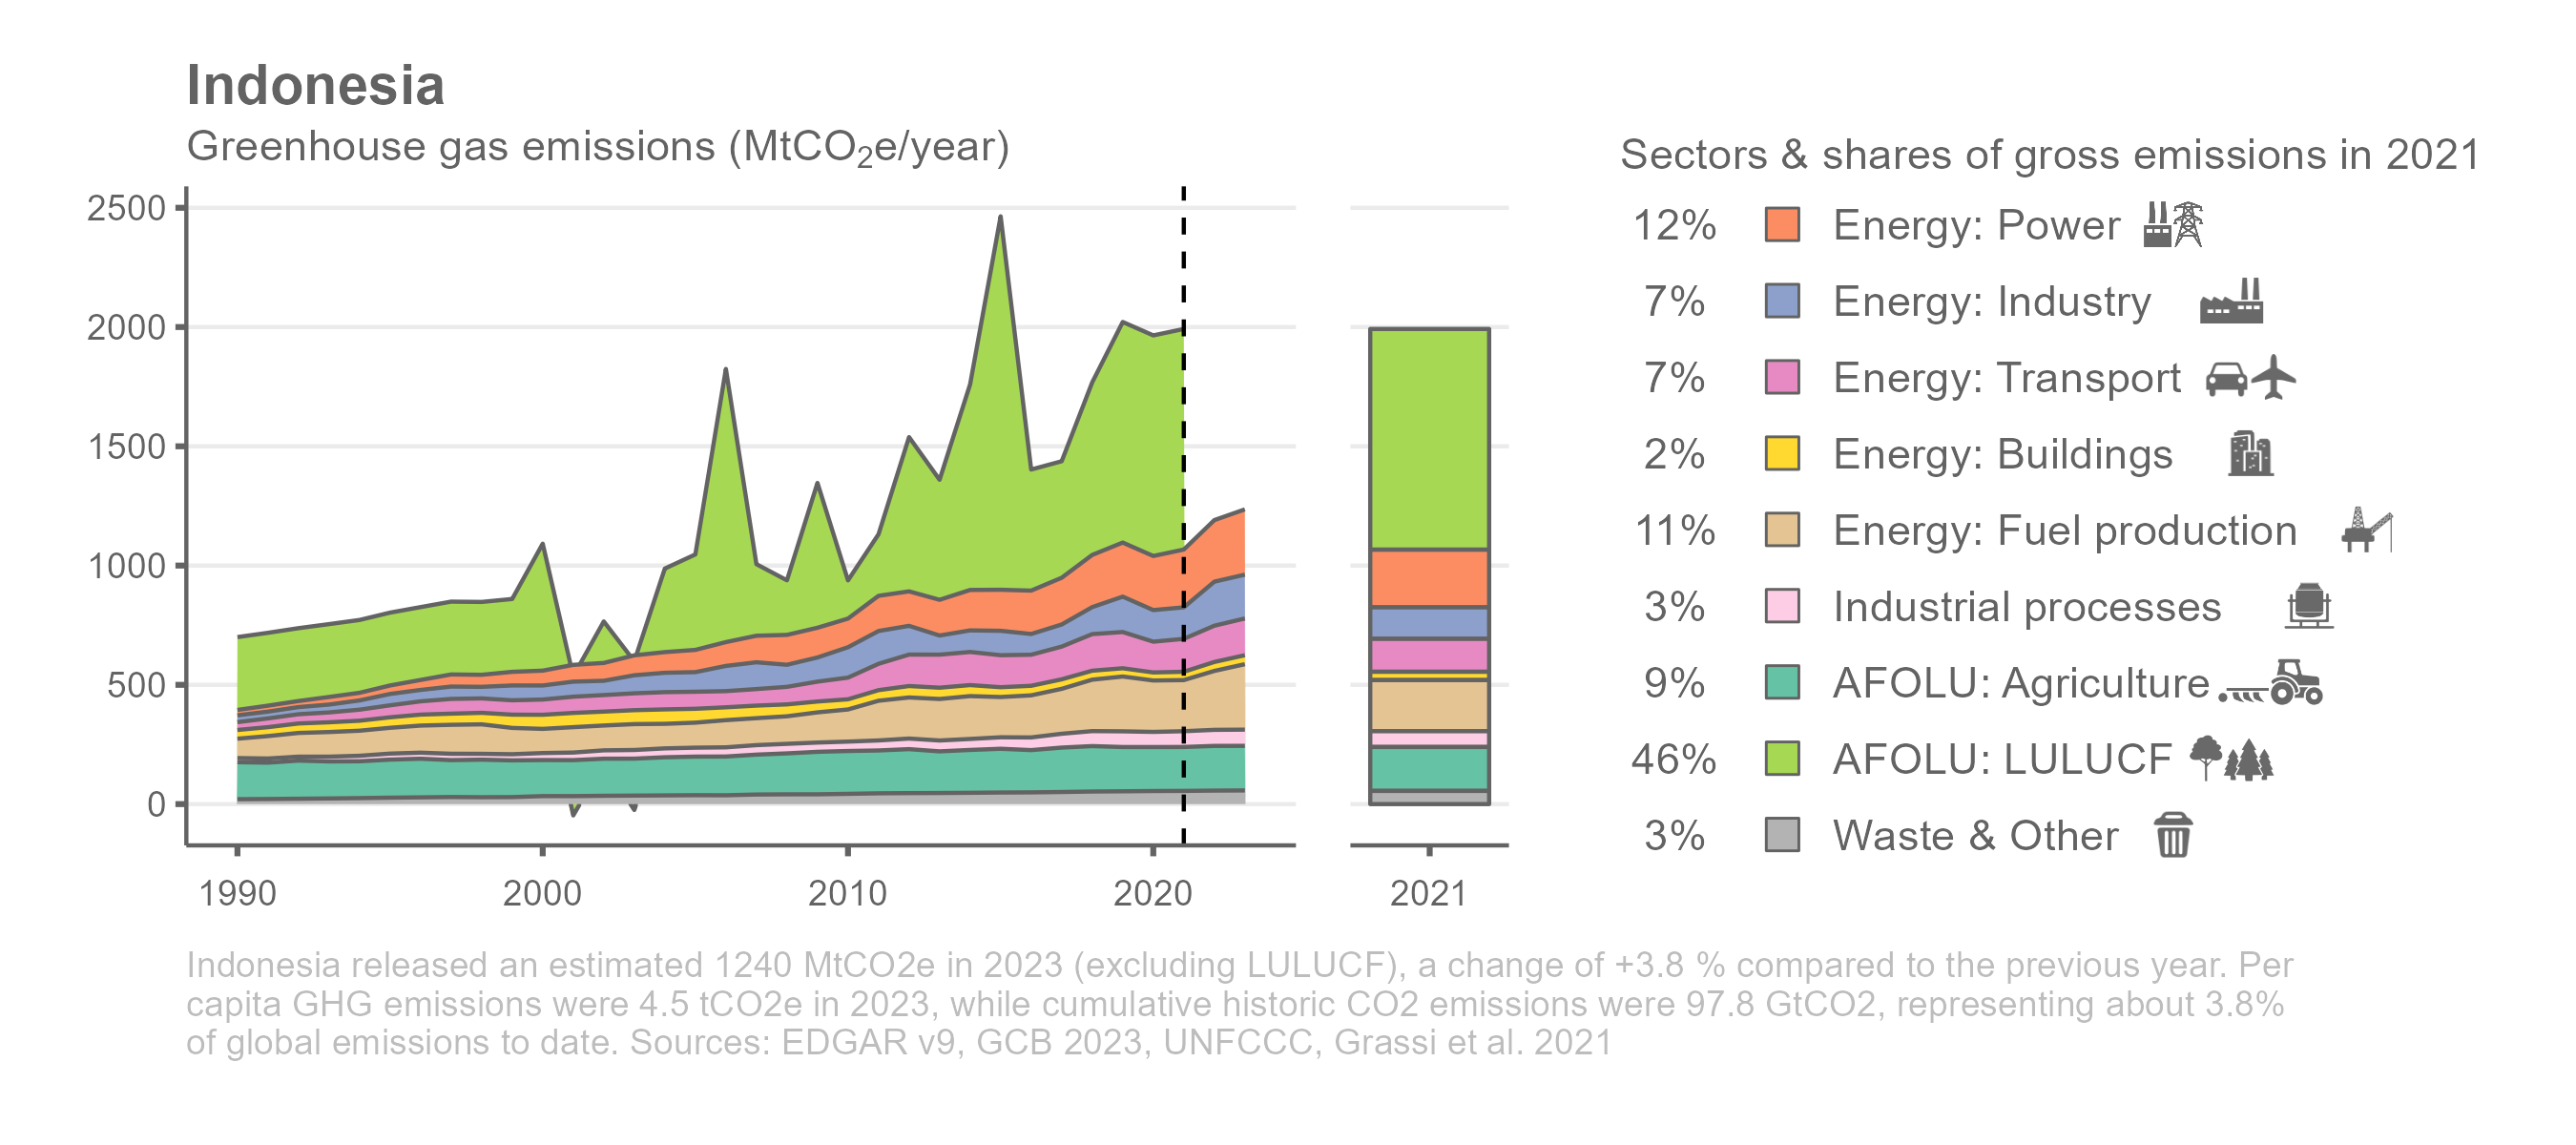 Indonesia
Greenhouse gas emissions (MtCO₂e/year)
2500
2000
1500
1000
500
0
1990
2000
2010
2020
2021
Sectors & shares of gross emissions in 2021
12% Energy: Power
7% Energy: Industry
7% Energy: Transport
2% Energy: Buildings
11% Energy: Fuel production
3% Industrial processes
9% AFOLU: Agriculture
46% AFOLU: LULUCF
3% Waste & Other
Indonesia released an estimated 1240 MtCO2e in 2023 (excluding LULUCF), a change of +3.8 % compared to the previous year. Per
capita GHG emissions were 4.5 tCO2e in 2023, while cumulative historic CO2 emissions were 97.8 GtCO2, representing about 3.8%
of global emissions to date. Sources: EDGAR v9, GCB 2023, UNFCCC, Grassi et al. 2021